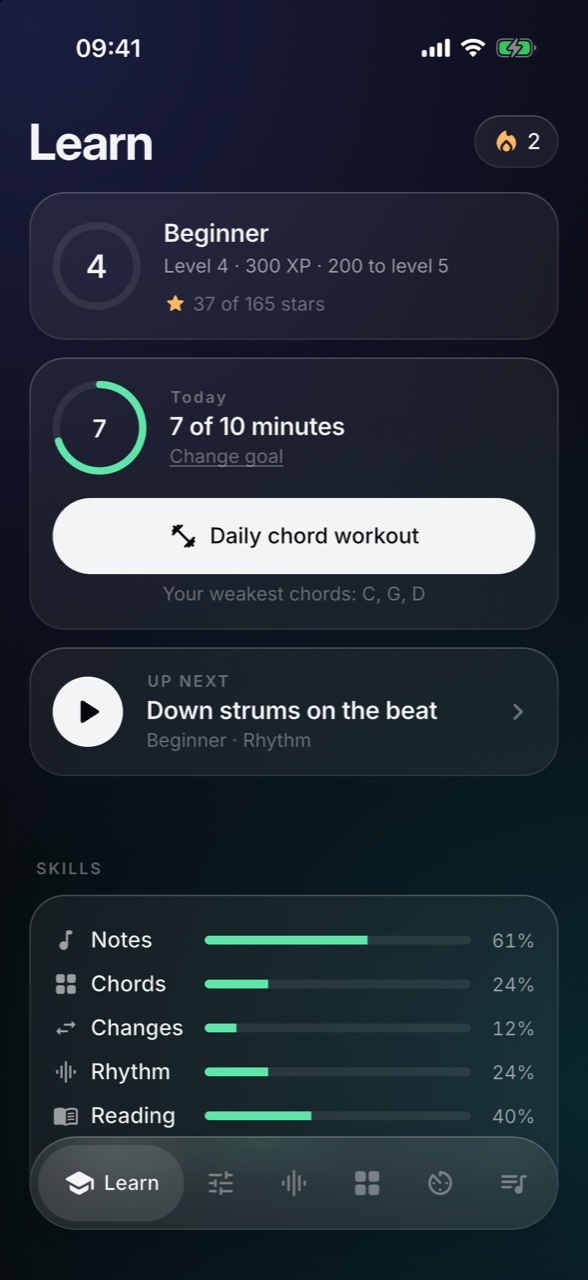 09:41
Learn
2
4
Beginner
Level 4 · 300 XP · 200 to level 5
37 of 165 stars
7
Today
7 of 10 minutes
Change goal
Daily chord workout
Your weakest chords: C, G, D
UP NEXT
Down strums on the beat
Beginner · Rhythm
SKILLS
Notes 61%
Chords 24%
Changes 12%
Rhythm 24%
Reading 40%
Learn